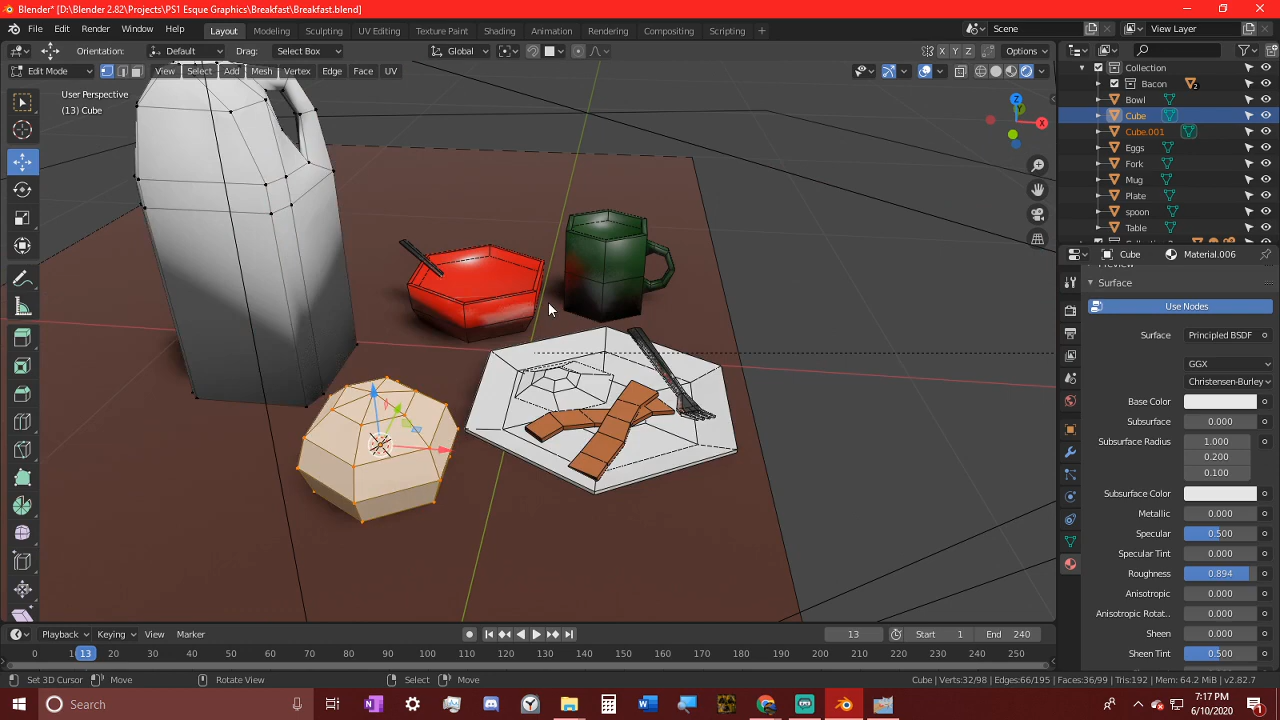 Blender* [D:\Blender 2.82\Projects\PS1 Esque Graphics\Breakfast\Breakfast.blend]
File Edit Render Window Help Layout Modeling Sculpting UV Editing Texture Paint Shading Animation Rendering Compositing Scripting + Scene View Layer
Orientation: Default Drag: Select Box Global X Y Z Options
Edit Mode View Select Add Mesh Vertex Edge Face UV
User Perspective
(13) Cube
X
Z
Collection
Bacon 2
Bowl
Cube
Cube.001
Eggs
Fork
Mug
Plate
spoon
Table
Cube > Material.006
Surface
Use Nodes
Surface Principled BSDF
GGX
Christensen-Burley
Base Color
Subsurface 0.000
Subsurface Radius 1.000
0.200
0.100
Subsurface Color
Metallic 0.000
Specular 0.500
Specular Tint 0.000
Roughness 0.894
Anisotropic 0.000
Anisotropic Rotat.. 0.000
Sheen 0.000
Sheen Tint 0.500
Playback Keying View Marker 13 Start 1 End 240
0 13 20 30 40 50 60 70 80 90 100 110 120 130 140 150 160 170 180 190 200 210 220 230 240 250
Set 3D Cursor Move Rotate View Select Move Cube | Verts:32/98 | Edges:66/195 | Faces:36/99 | Tris:192 | Mem: 64.2 MiB | v2.82.7
Search 7:17 PM
6/10/2020